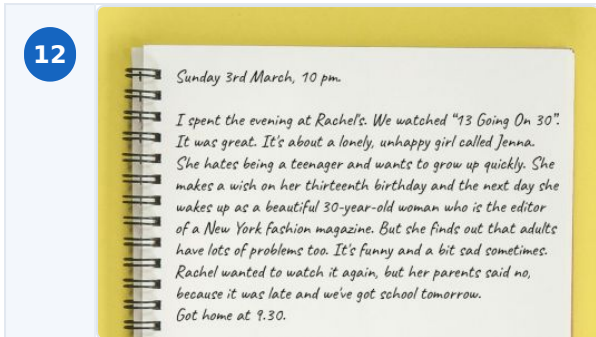 12
Sunday 3rd March, 10 pm.
I spent the evening at Rachel's. We watched "13 Going On 30".
It was great. It's about a lonely, unhappy girl called Jenna.
She hates being a teenager and wants to grow up quickly. She
makes a wish on her thirteenth birthday and the next day she
wakes up as a beautiful 30-year-old woman who is the editor
of a New York fashion magazine. But she finds out that adults
have lots of problems too. It's funny and a bit sad sometimes.
Rachel wanted to watch it again, but her parents said no,
because it was late and we've got school tomorrow.
Got home at 9.30.